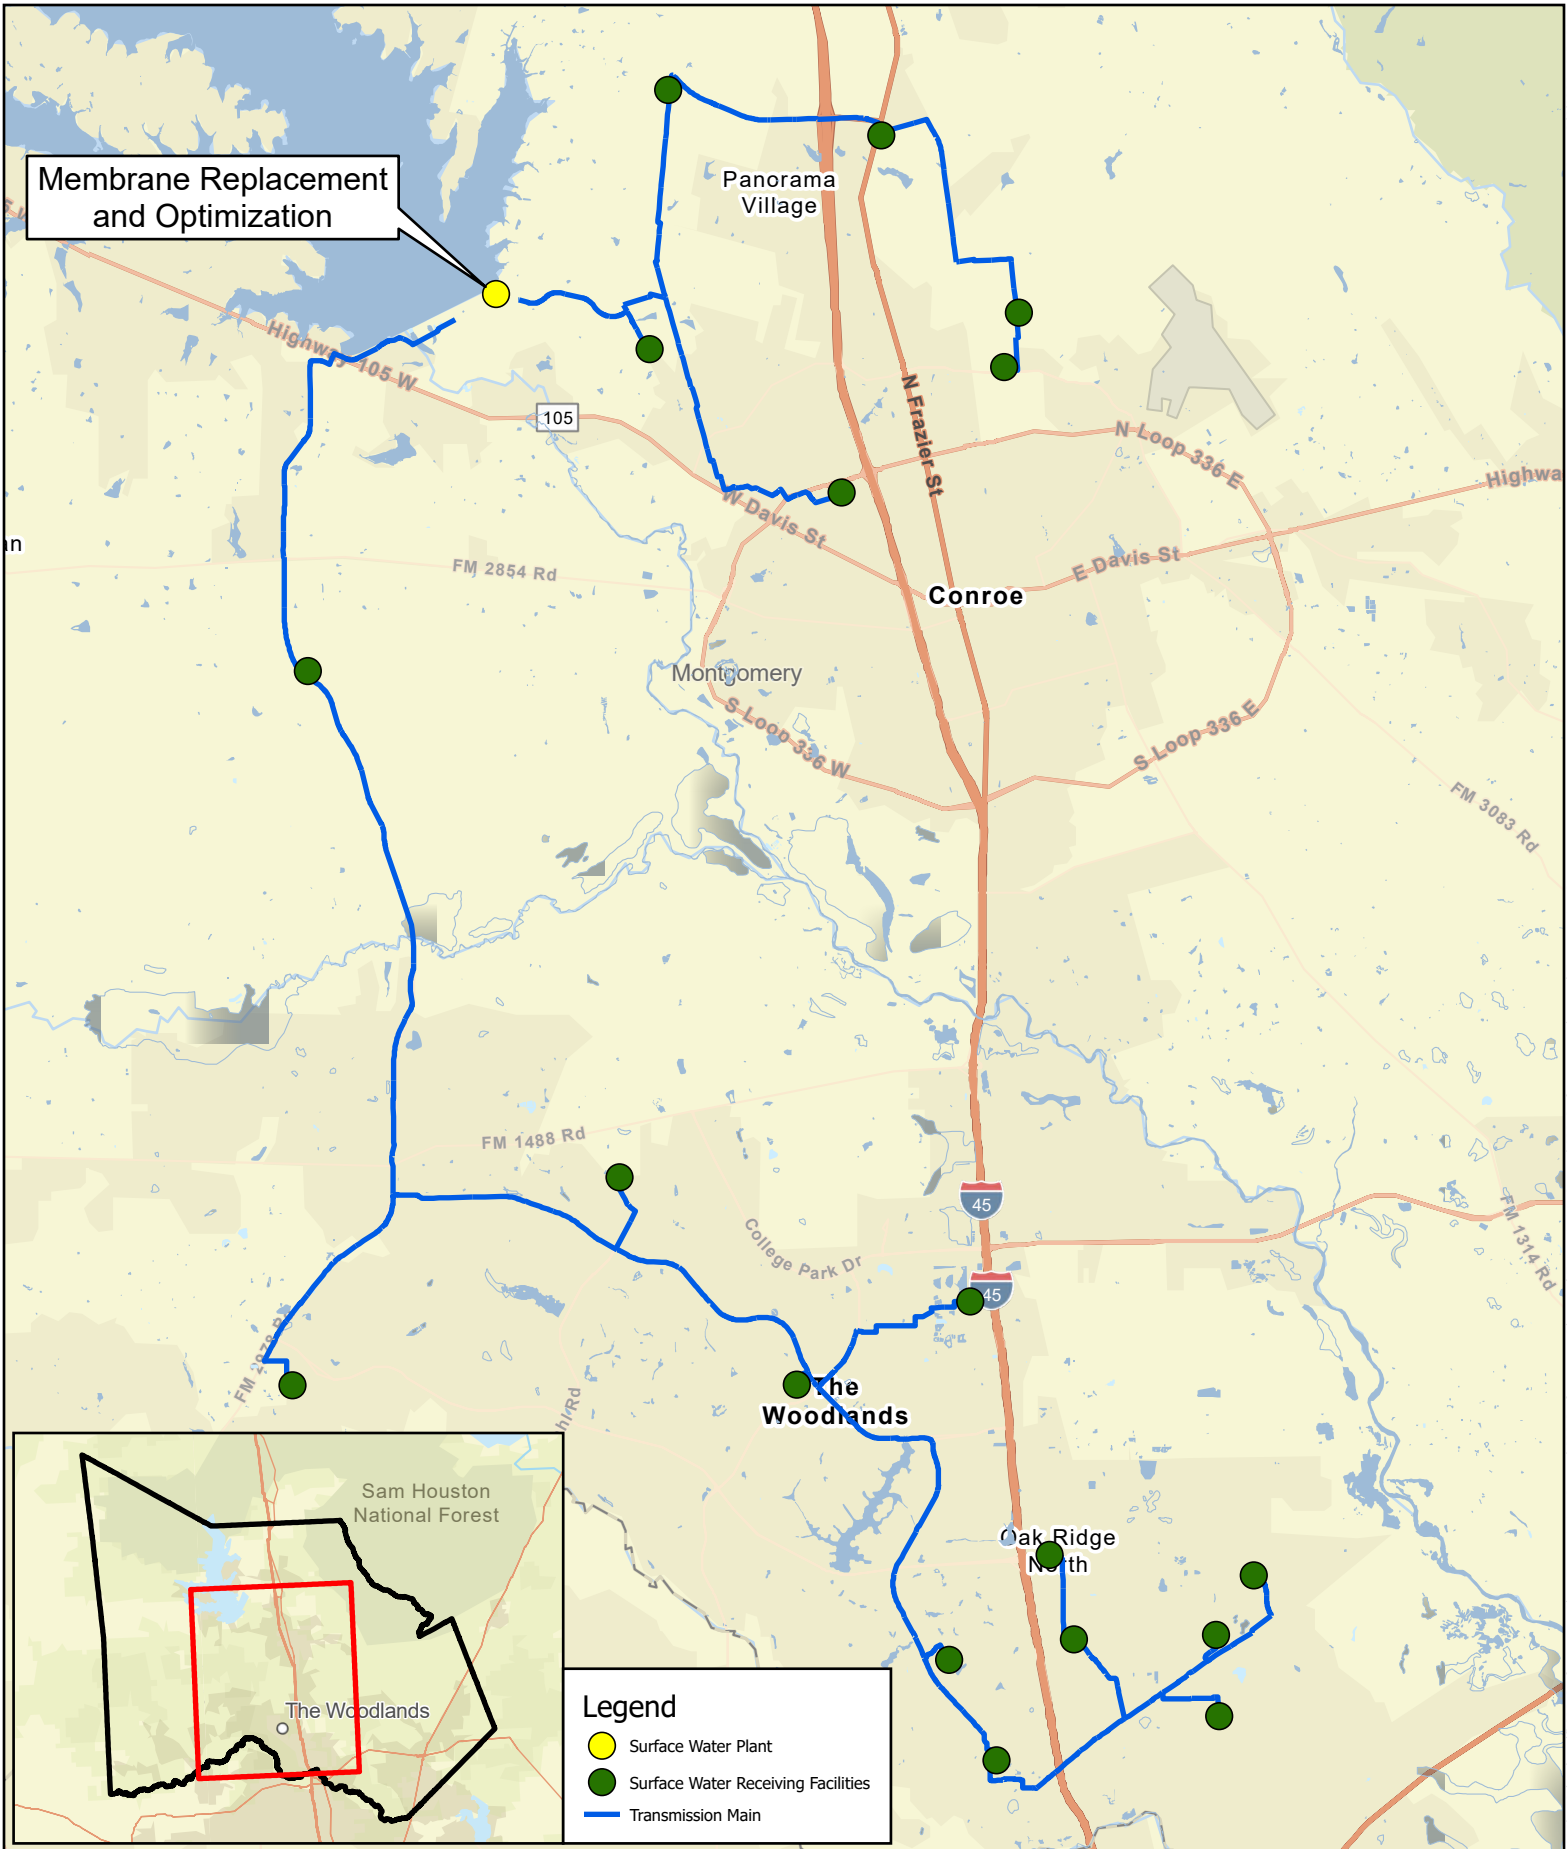 Membrane Replacement
and Optimization
Panorama
Village
Highway 105 W
105
N Frazier St
N Loop 336 E
Highwa
W Davis St
E Davis St
FM 2854 Rd
Conroe
Montgomery
S Loop 336 W
S Loop 336 E
FM 3083 Rd
FM 1488 Rd
45
College Park Dr
FM 1314 Rd
45
The
Woodlands
Oak Ridge
North
Sam Houston
National Forest
The Woodlands
Legend
Surface Water Plant
Surface Water Receiving Facilities
Transmission Main